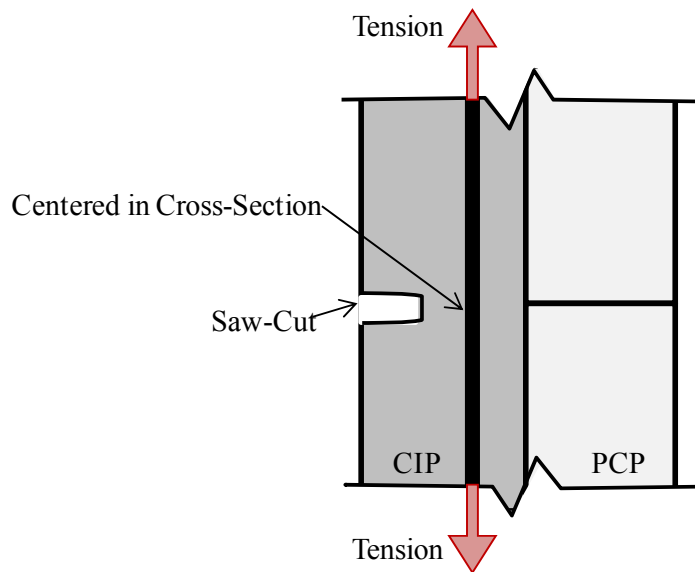 Tension
Centered in Cross-Section
Saw-Cut
CIP
PCP
Tension